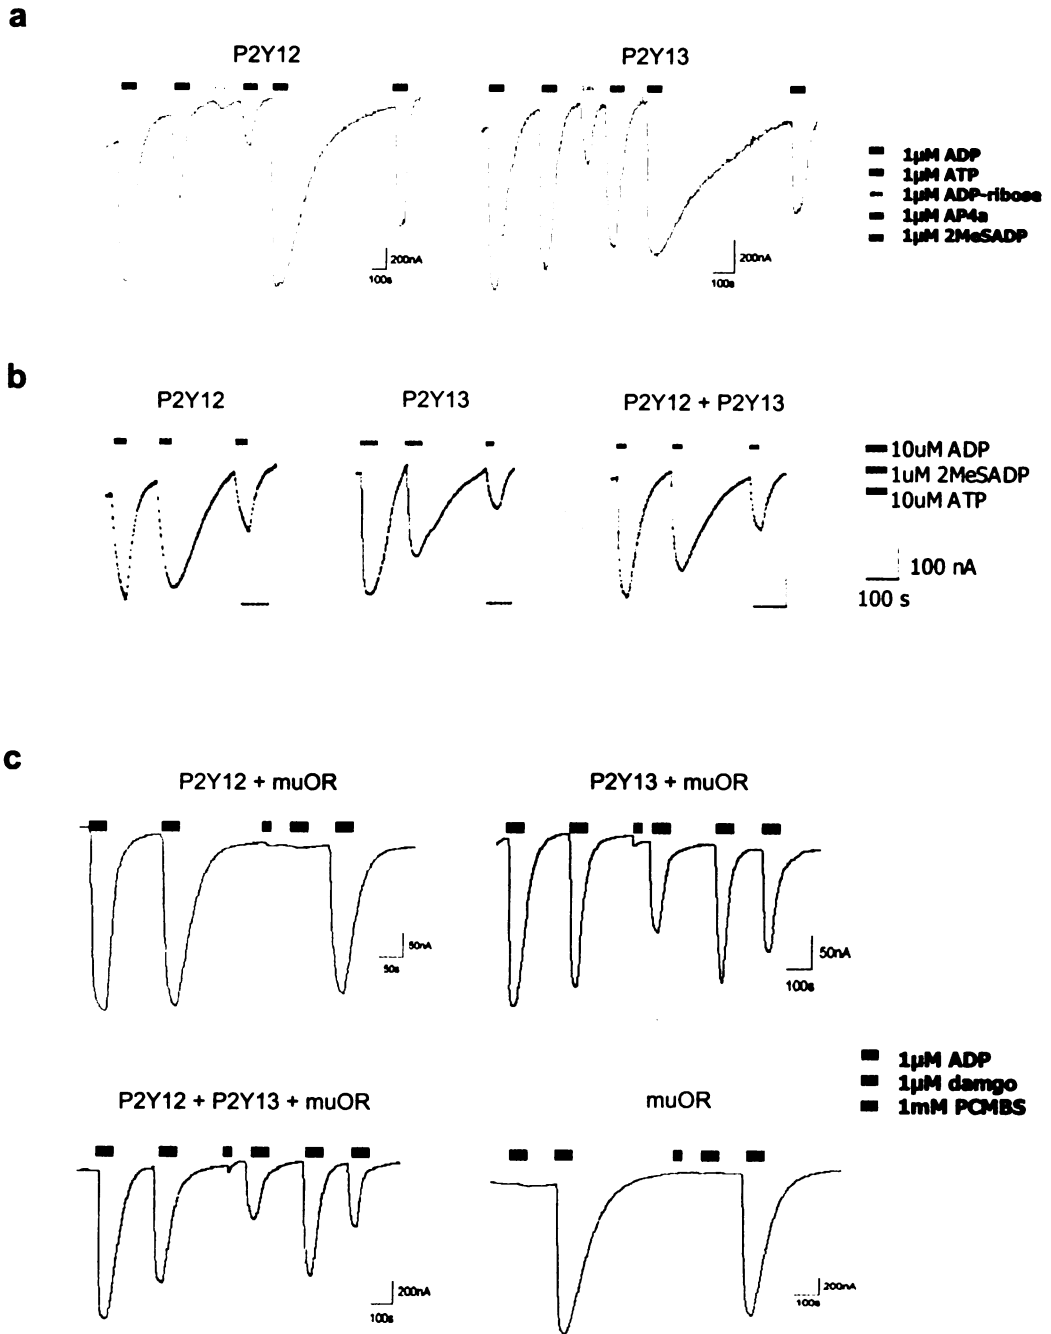 a
P2Y12
P2Y13
1µM ADP
1µM ATP
1µM ADP-ribose
1µM AP4a
1µM 2MeSADP
200nA
100s
200nA
100s
b
P2Y12
P2Y13
P2Y12 + P2Y13
10uM ADP
1uM 2MeSADP
10uM ATP
100 nA
100 s
c
P2Y12 + muOR
P2Y13 + muOR
50nA
50s
50nA
100s
1µM ADP
1µM damgo
1mM PCMBS
P2Y12 + P2Y13 + muOR
muOR
200nA
100s
200nA
100s